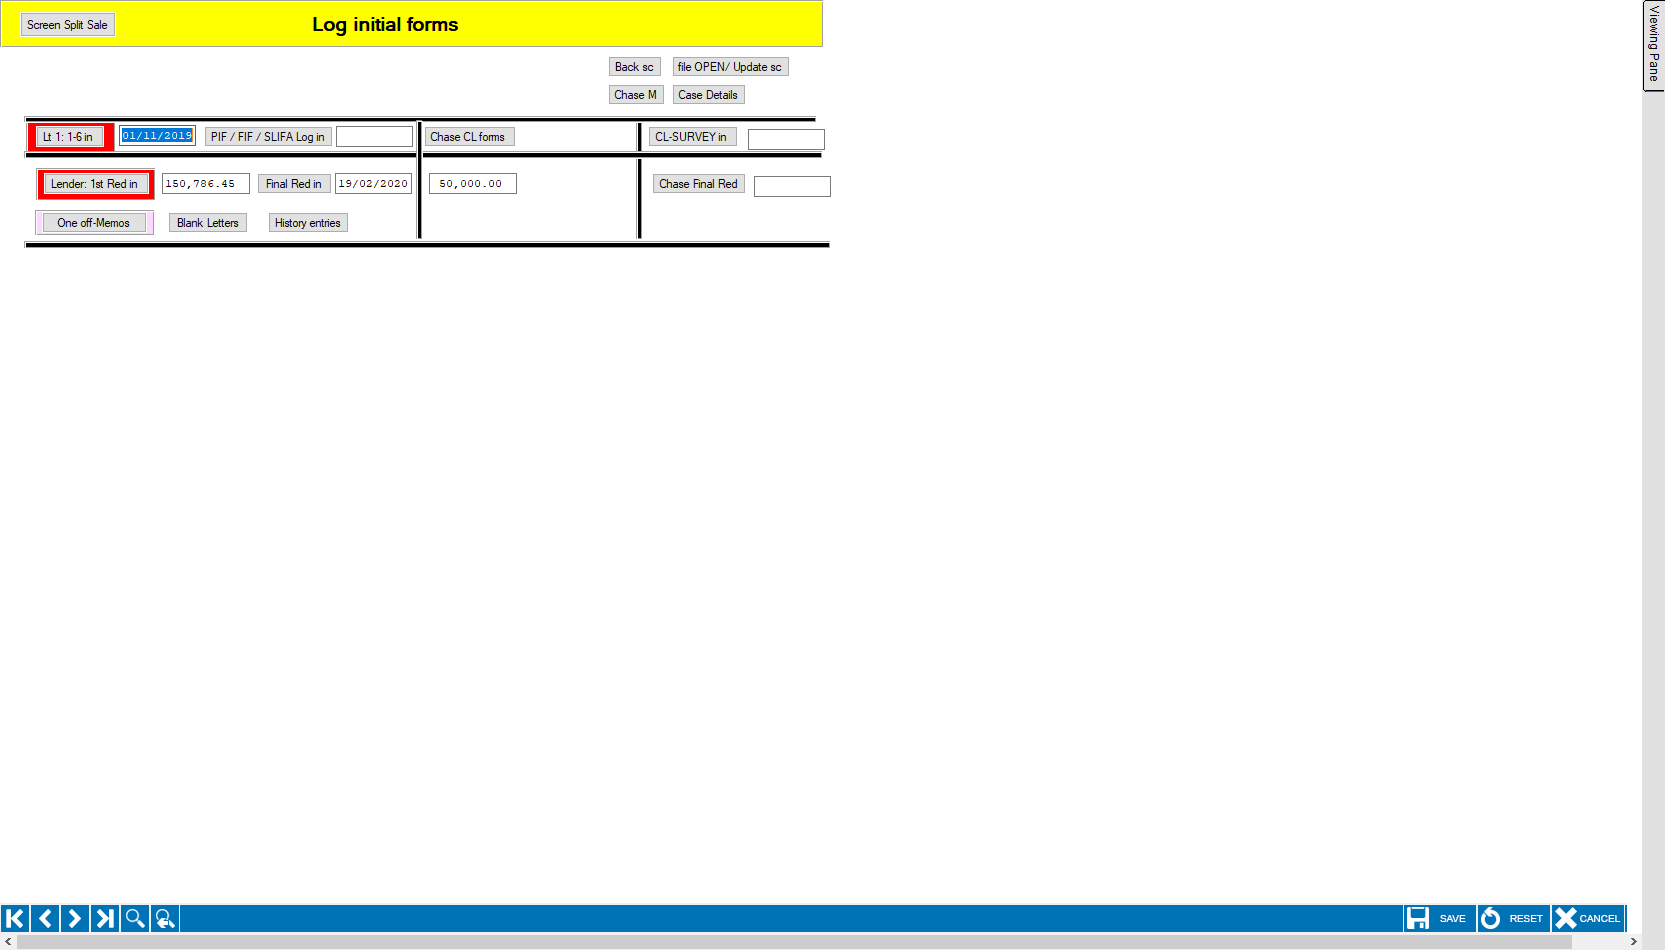 Screen Split Sale
Log initial forms
Viewing Pane
Back sc
file OPEN/ Update sc
Chase M
Case Details
Lt 1: 1-6 in
01/11/2019
PIF / FIF / SLIFA Log in
Chase CL forms
CL-SURVEY in
Lender: 1st Red in
150,786.45
Final Red in
19/02/2020
50,000.00
Chase Final Red
One off-Memos
Blank Letters
History entries
SAVE
RESET
CANCEL